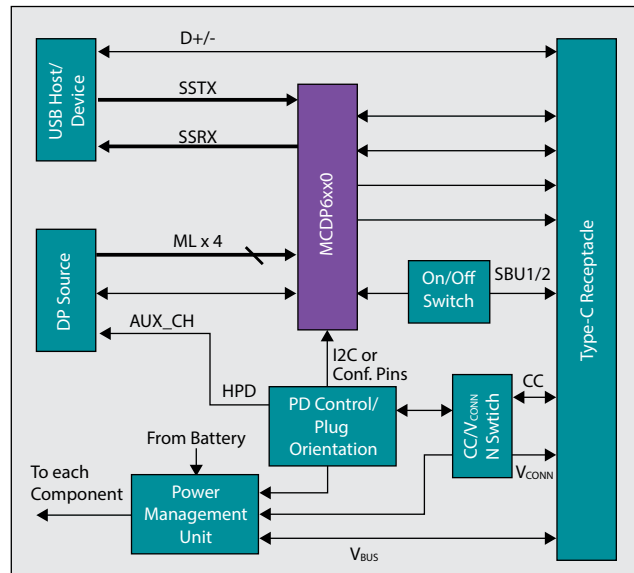 D+/-
USB Host/
Device
SSTX
SSRX
MCDP6xx0
Type-C Receptacle
DP Source
ML x 4
AUX_CH
On/Off
Switch
SBU1/2
I2C or
Conf. Pins
HPD
PD Control/
Plug
Orientation
CC/VCONN
N Swtich
CC
VCONN
From Battery
To each
Component
Power
Management
Unit
VBUS